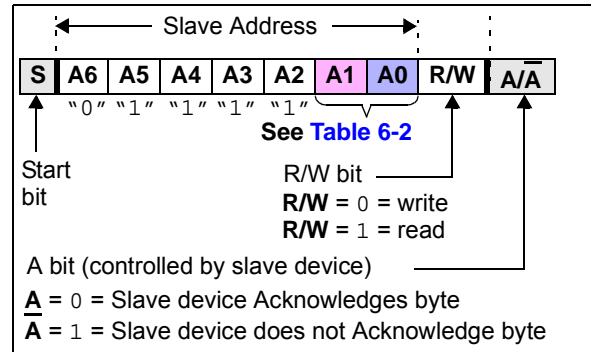 Slave Address
S A6 A5 A4 A3 A2 A1 A0 R/W A/A̅
"0" "1" "1" "1" "1"
See Table 6-2
Start
bit
R/W bit
R/W = 0 = write
R/W = 1 = read
A bit (controlled by slave device)
A = 0 = Slave device Acknowledges byte
A̅ = 1 = Slave device does not Acknowledge byte